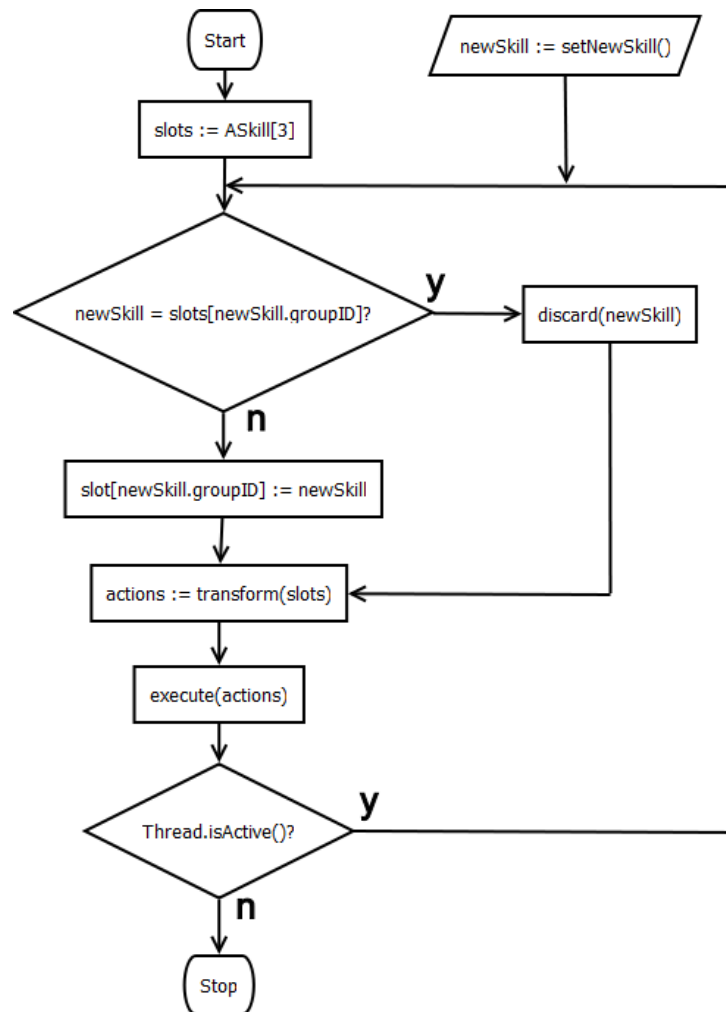 Start
newSkill := setNewSkill()
slots := ASkill[3]
newSkill = slots[newSkill.groupID]?
y
discard(newSkill)
n
slot[newSkill.groupID] := newSkill
actions := transform(slots)
execute(actions)
Thread.isActive()?
y
n
Stop